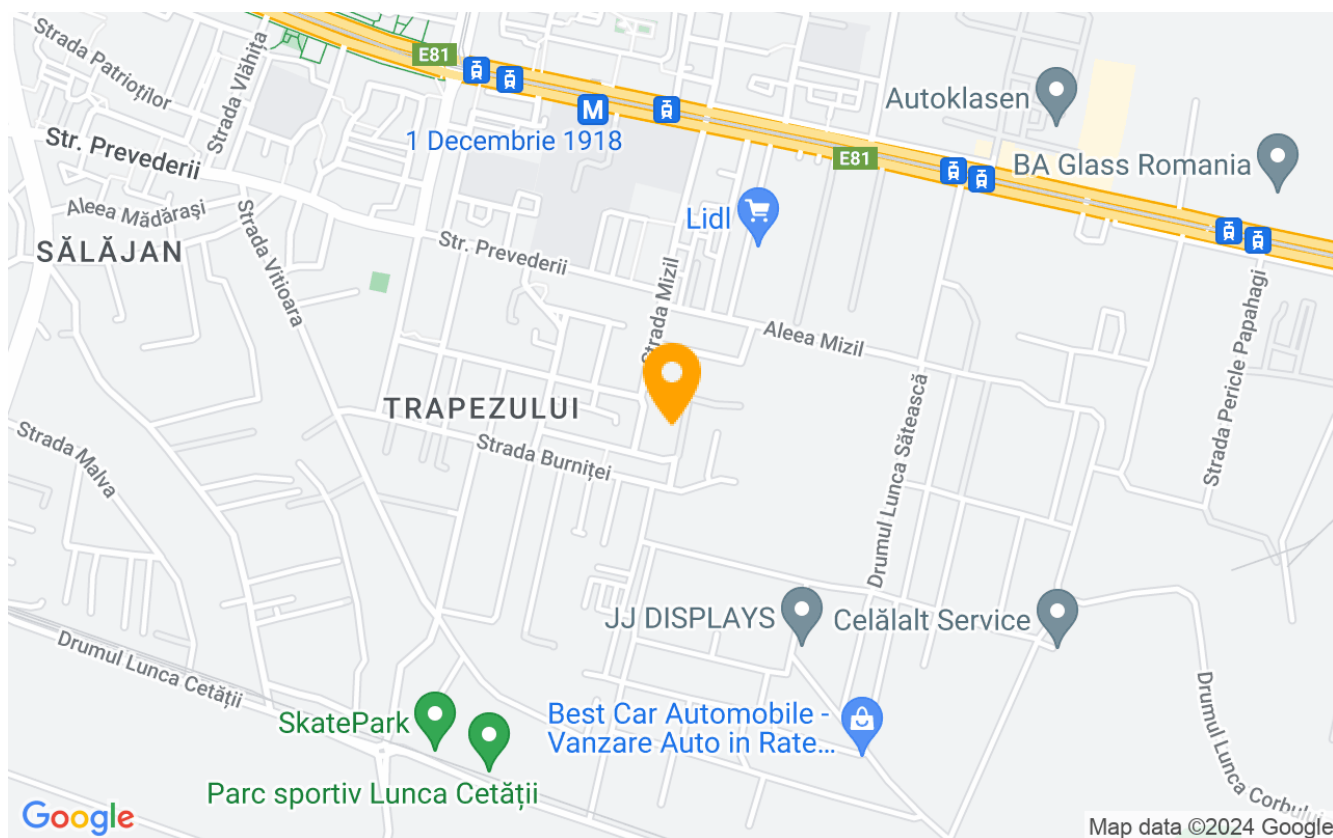 Strada Patrioților
Strada Vlăhița
E81
M
1 Decembrie 1918
Autoklasen
BA Glass Romania
E81
Str. Prevederii
Aleea Mădărași
SĂLĂJAN
Strada Vitioara
Str. Prevederii
Lidl
Strada Mizil
Aleea Mizil
Strada Pericle Papahagi
TRAPEZULUI
Strada Burniței
Strada Malva
Drumul Lunca Sătească
JJ DISPLAYS
Celălalt Service
Drumul Lunca Cetății
SkatePark
Parc sportiv Lunca Cetății
Best Car Automobile -
Vanzare Auto in Rate...
Drumul Lunca Corbului
Google
Map data ©2024 Google